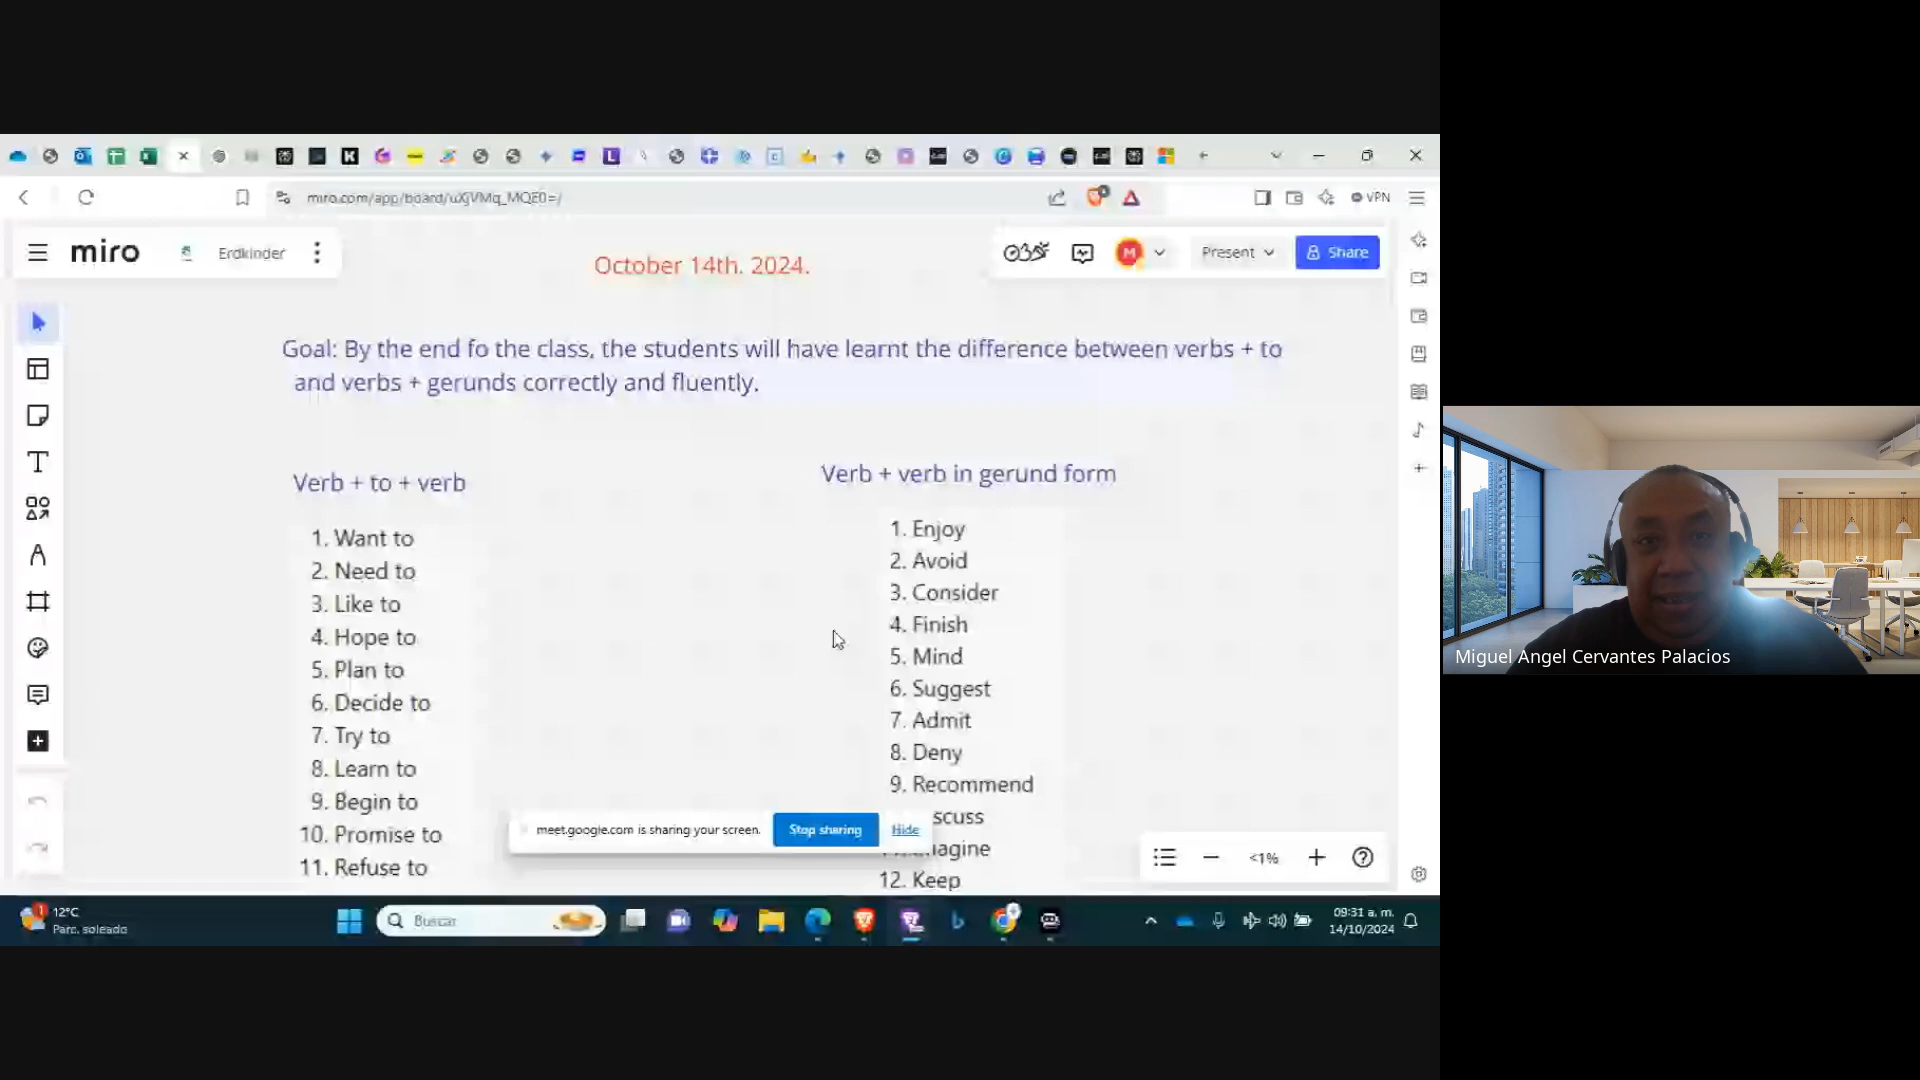 miro.com/app/board/uXjVMq_MQE0=/
VPN
miro
Erdkinder
October 14th. 2024.
M
Present
Share
Goal: By the end fo the class, the students will have learnt the difference between verbs + to
and verbs + gerunds correctly and fluently.
Verb + to + verb
1. Want to
2. Need to
3. Like to
4. Hope to
5. Plan to
6. Decide to
7. Try to
8. Learn to
9. Begin to
10. Promise to
11. Refuse to
Verb + verb in gerund form
1. Enjoy
2. Avoid
3. Consider
4. Finish
5. Mind
6. Suggest
7. Admit
8. Deny
9. Recommend
scuss
agine
12. Keep
meet.google.com is sharing your screen.
Stop sharing
Hide
<1%
Miguel Angel Cervantes Palacios
12°C
Parc. soleado
Buscar
09:31 a. m.
14/10/2024